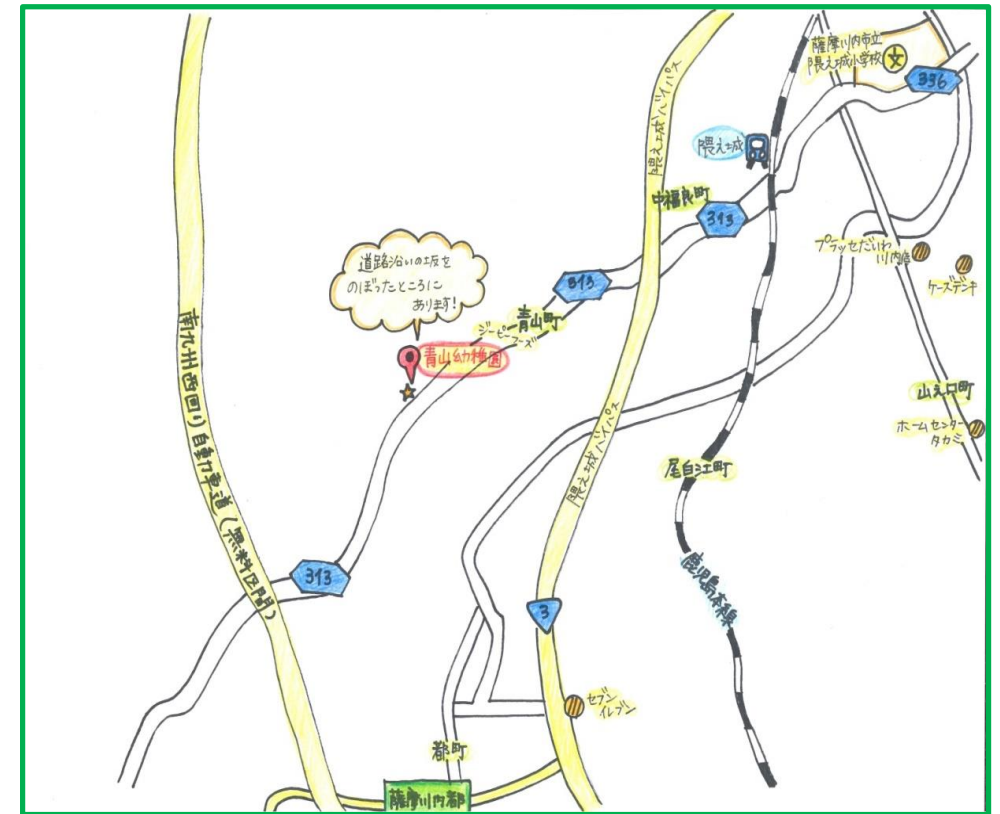 薩摩川内市立
隈之城小学校
文
336
隈之城バイパス
隈之城
中福良町
313
プラッセだいわ
川内店
ケーズデンキ
道路沿いの坂を
のぼったところに
あります!
313
青山町
ジーピーフーズ
青山幼稚園
南九州西回り自動車道(無料区間)
山之口町
ホームセンター
タカミ
隈之城バイパス
尾白江町
313
鹿児島本線
3
セブン
イレブン
都町
薩摩川内都